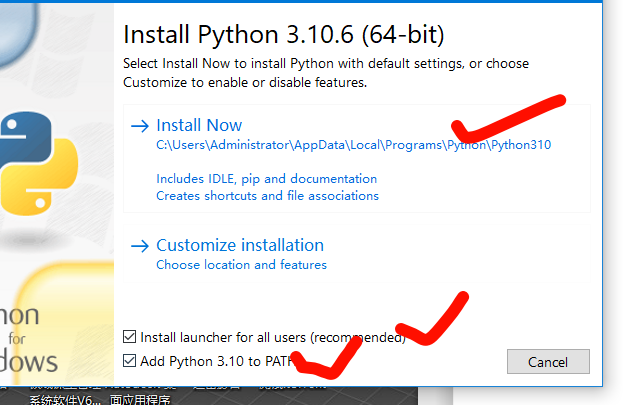 Install Python 3.10.6 (64-bit)
Select Install Now to install Python with default settings, or choose
Customize to enable or disable features.
Install Now
C:\Users\Administrator\AppData\Local\Programs\Python\Python310
Includes IDLE, pip and documentation
Creates shortcuts and file associations
Customize installation
Choose location and features
Install launcher for all users (recommended)
Add Python 3.10 to PATH
Cancel
hon
for
dows
系统软件V6... 面应用程序